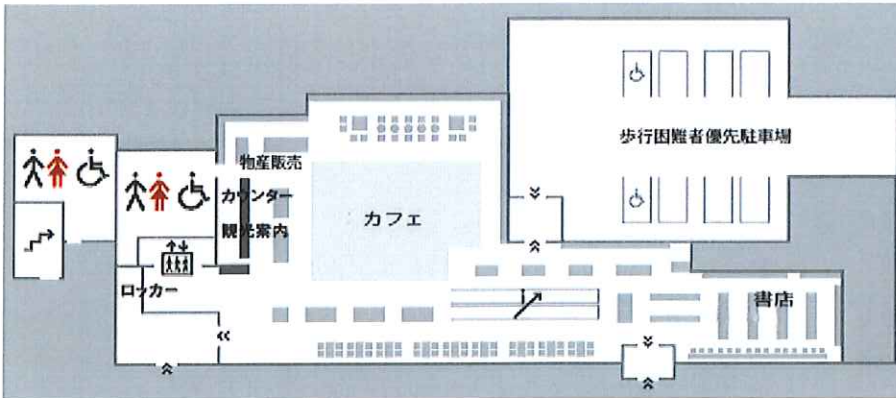 歩行困難者優先駐車場
物産販売
カウンター
観光案内
カフェ
ロッカー
書店